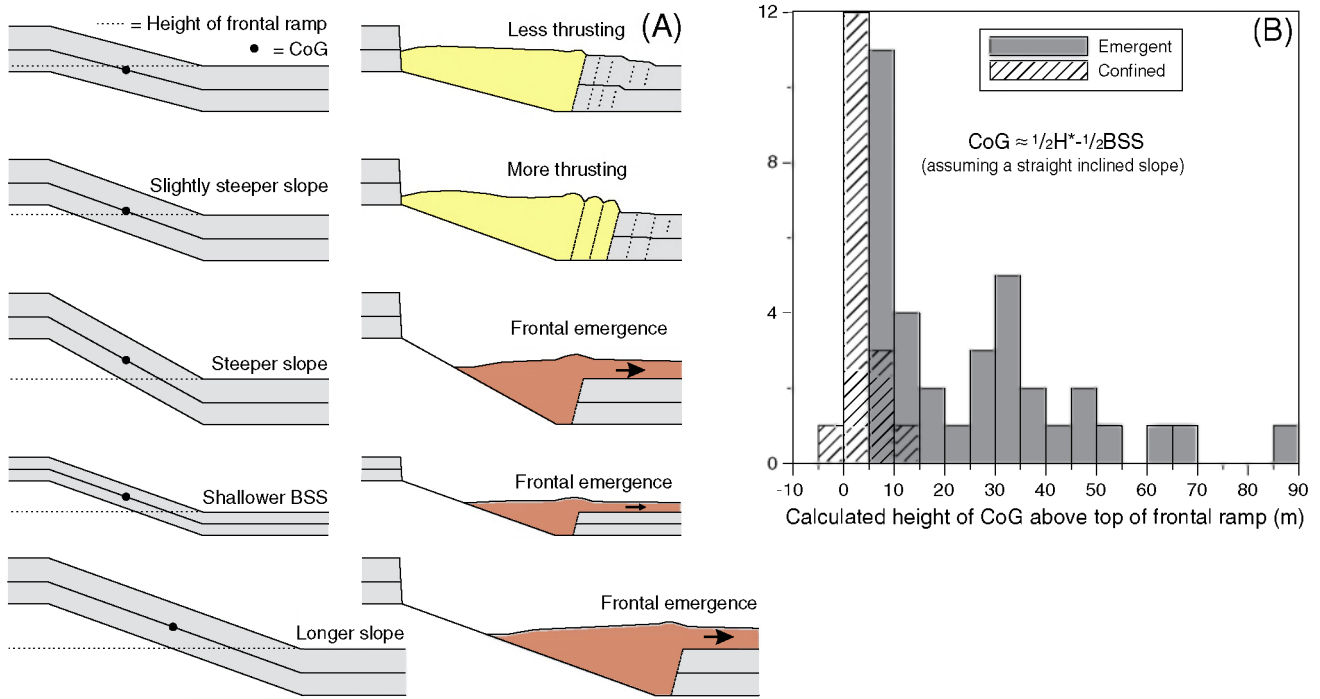 = Height of frontal ramp
= CoG
Less thrusting
(A)
Slightly steeper slope
More thrusting
Steeper slope
Frontal emergence
Shallower BSS
Frontal emergence
Longer slope
Frontal emergence
(B)
Emergent
Confined
CoG ≈ 1/2H*-1/2BSS
(assuming a straight inclined slope)
12
8
4
0
-10 0 10 20 30 40 50 60 70 80 90
Calculated height of CoG above top of frontal ramp (m)